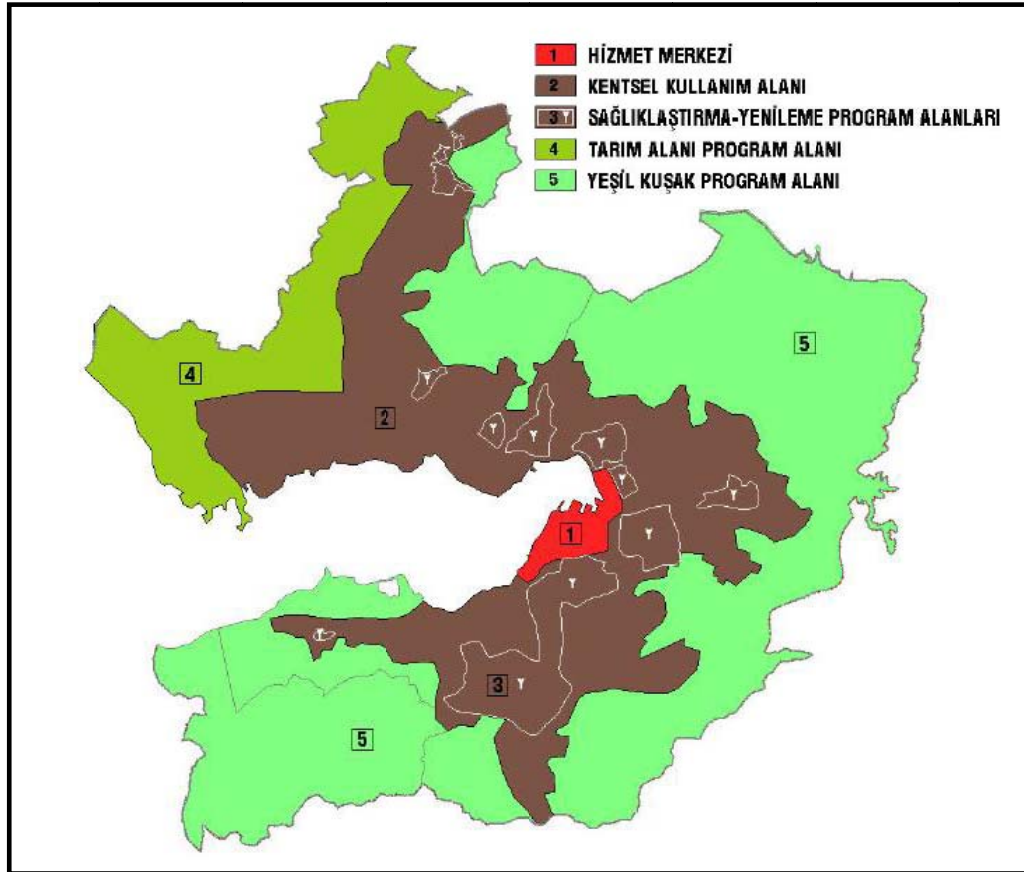 1 HİZMET MERKEZİ
2 KENTSEL KULLANIM ALANI
3 Y SAĞLIKLAŞTIRMA-YENİLEME PROGRAM ALANLARI
4 TARIM ALANI PROGRAM ALANI
5 YEŞİL KUŞAK PROGRAM ALANI
5
4
Y
2
Y
Y
Y
Y
Y
1
Y
Y
Y
3
Y
5